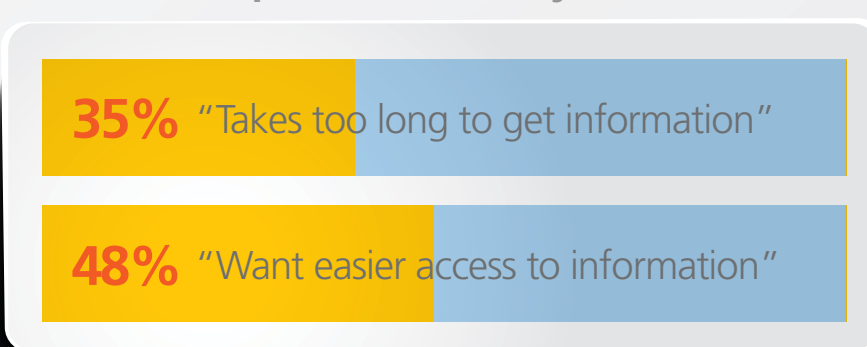 35% “Takes too long to get information”
48% “Want easier access to information”